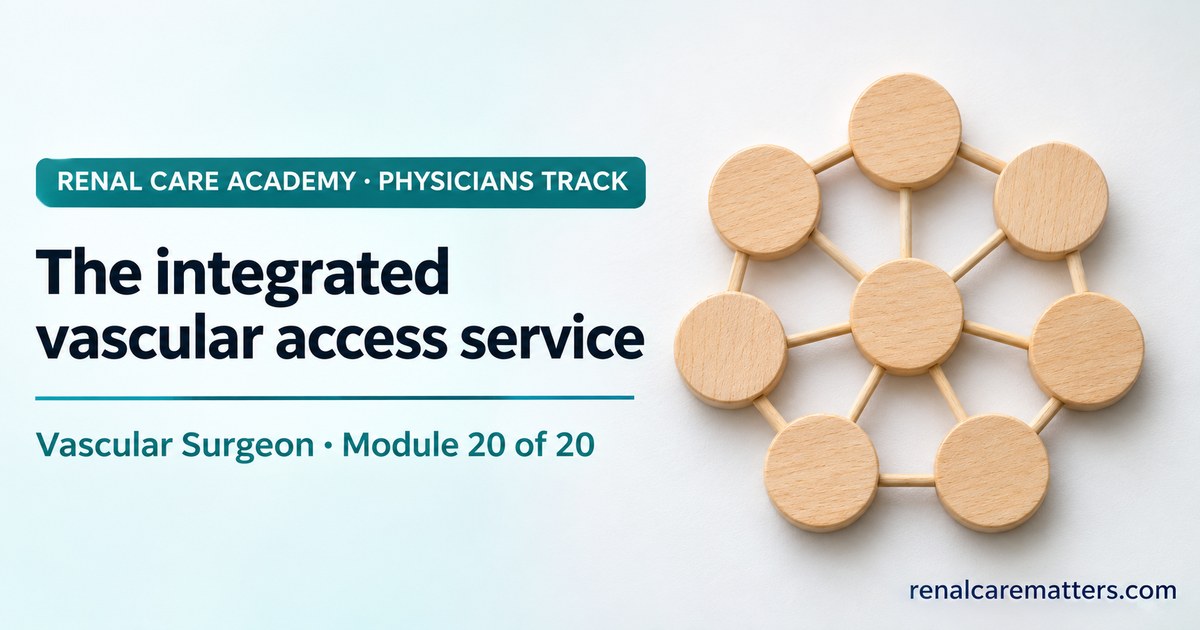 RENAL CARE ACADEMY · PHYSICIANS TRACK
The integrated
vascular access service
Vascular Surgeon · Module 20 of 20
renalcarematters.com